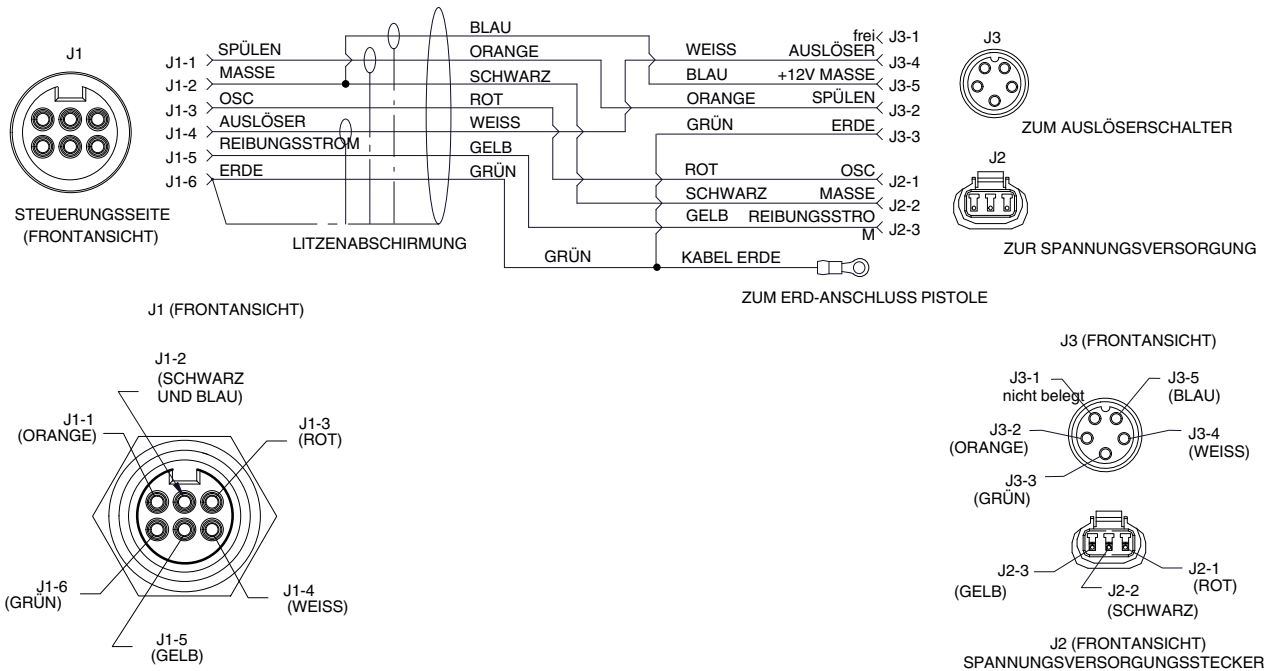 J1
SPÜLEN
J1-1
MASSE
J1-2
OSC
J1-3
AUSLÖSER
J1-4
REIBUNGSSTROM
J1-5
ERDE
J1-6
STEUERUNGSSEITE
(FRONTANSICHT)
LITZENABSCHIRMUNG
BLAU
ORANGE
SCHWARZ
ROT
WEISS
GELB
GRÜN
GRÜN
KABEL ERDE
frei J3-1
WEISS AUSLÖSER J3-4
BLAU +12V MASSE J3-5
ORANGE SPÜLEN J3-2
GRÜN ERDE J3-3
ROT OSC J2-1
SCHWARZ MASSE J2-2
GELB REIBUNGSSTRO
M J2-3
J3
ZUM AUSLÖSERSCHALTER
J2
ZUR SPANNUNGSVERSORGUNG
ZUM ERD-ANSCHLUSS PISTOLE
J1 (FRONTANSICHT)
J1-2
(SCHWARZ
UND BLAU)
J1-1
(ORANGE)
J1-3
(ROT)
J1-6
(GRÜN)
J1-4
(WEISS)
J1-5
(GELB)
J3 (FRONTANSICHT)
J3-1
nicht belegt
J3-5
(BLAU)
J3-2
(ORANGE)
J3-4
(WEISS)
J3-3
(GRÜN)
J2-3
(GELB)
J2-1
(ROT)
J2-2
(SCHWARZ)
J2 (FRONTANSICHT)
SPANNUNGSVERSORGUNGSSTECKER